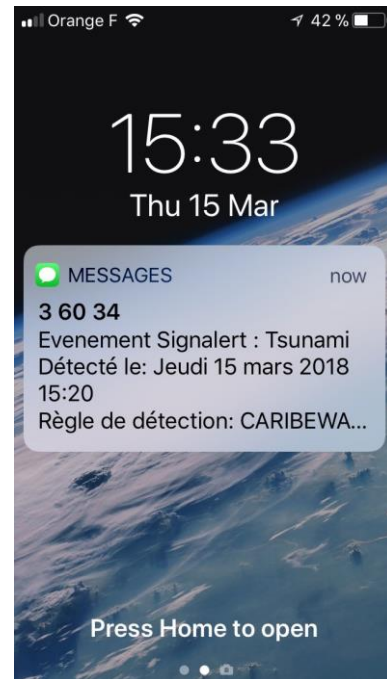 Orange F 42 %
15:33
Thu 15 Mar
MESSAGES now
3 60 34
Evenement Signalert : Tsunami
Détecté le: Jeudi 15 mars 2018
15:20
Règle de détection: CARIBEWA...
Press Home to open